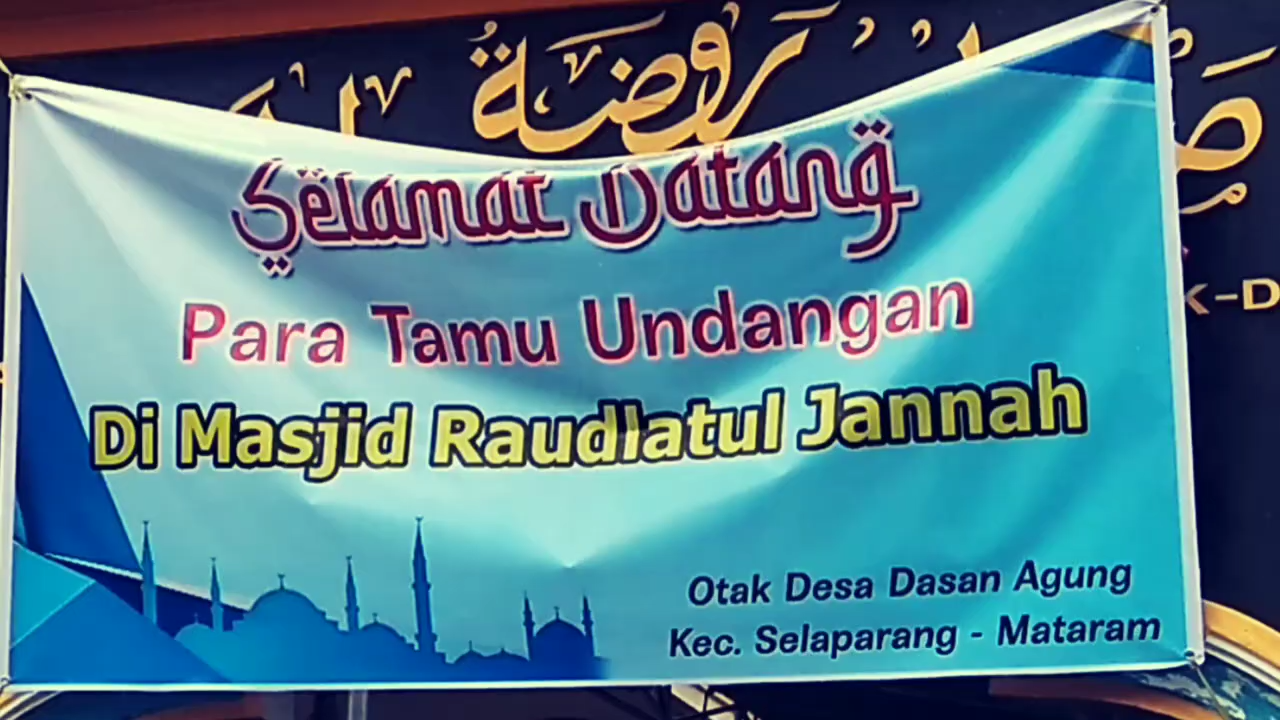 روضة
Selamat Datang
Para Tamu Undangan
Di Masjid Raudlatul Jannah
Otak Desa Dasan Agung
Kec. Selaparang - Mataram